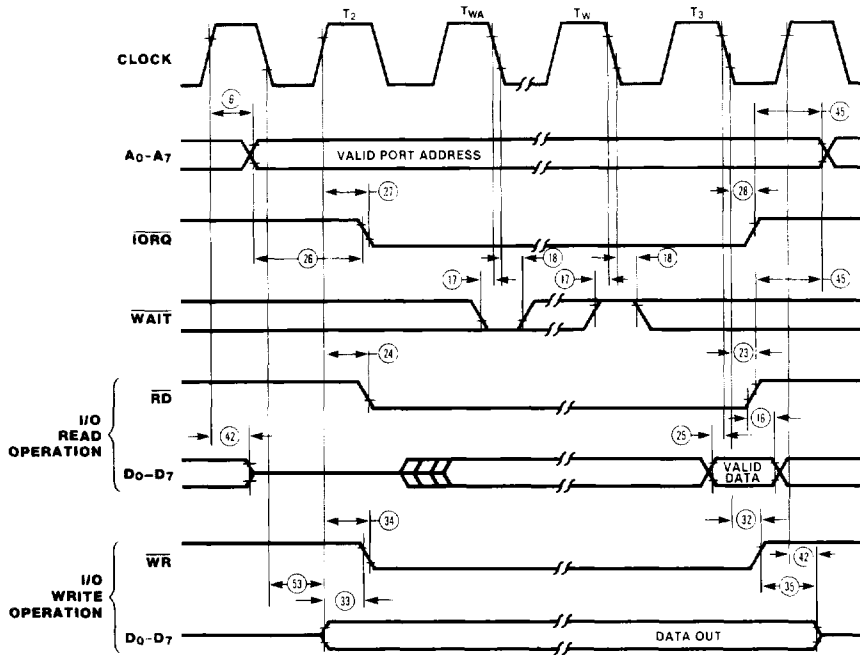 T2 TWA TW T3
CLOCK
6 45
A0-A7 VALID PORT ADDRESS
27 28
IORQ
26 18 18
17 17 45
WAIT
24 23
RD
I/O
READ
OPERATION
16
42 25
D0-D7 VALID
DATA
34 32
WR
42
I/O
WRITE
OPERATION
53 33 35
D0-D7 DATA OUT